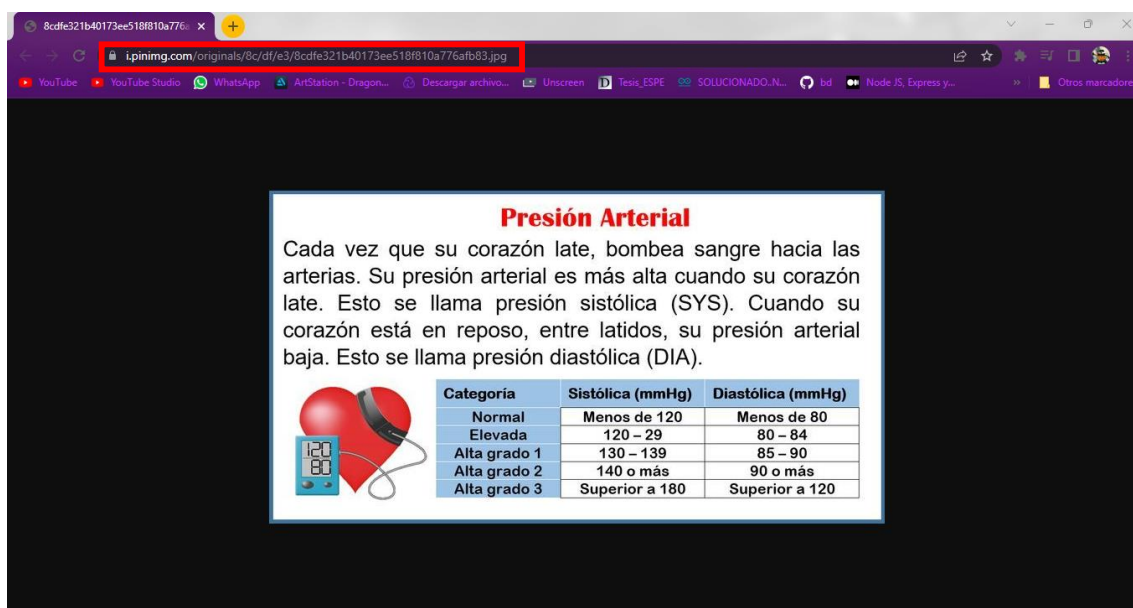 8cdfe321b40173ee518f810a776a
i.pinimg.com/originals/8c/df/e3/8cdfe321b40173ee518f810a776afb83.jpg
YouTube YouTube Studio WhatsApp ArtStation - Dragon... Descargar archivo... Unscreen Tesis_ESPE SOLUCIONADO..N... bd Node JS, Express y... » Otros marcadores
Presión Arterial
Cada vez que su corazón late, bombea sangre hacia las
arterias. Su presión arterial es más alta cuando su corazón
late. Esto se llama presión sistólica (SYS). Cuando su
corazón está en reposo, entre latidos, su presión arterial
baja. Esto se llama presión diastólica (DIA).
Categoría Sistólica (mmHg) Diastólica (mmHg)
Normal Menos de 120 Menos de 80
Elevada 120 – 29 80 – 84
Alta grado 1 130 – 139 85 – 90
Alta grado 2 140 o más 90 o más
Alta grado 3 Superior a 180 Superior a 120
120
80